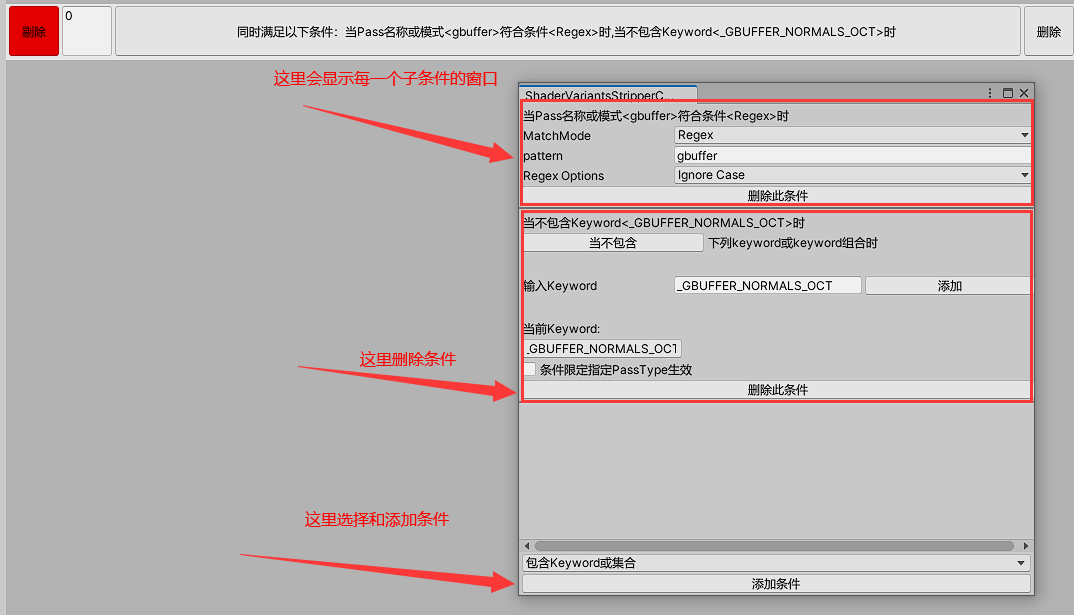 剔除
0
同时满足以下条件：当Pass名称或模式<gbuffer>符合条件<Regex>时,当不包含Keyword<_GBUFFER_NORMALS_OCT>时
删除
这里会显示每一个子条件的窗口
ShaderVariantsStripperC...
当Pass名称或模式<gbuffer>符合条件<Regex>时
MatchMode
Regex
pattern
gbuffer
Regex Options
Ignore Case
删除此条件
当不包含Keyword<_GBUFFER_NORMALS_OCT>时
当不包含
下列keyword或keyword组合时
输入Keyword
_GBUFFER_NORMALS_OCT
添加
当前Keyword:
_GBUFFER_NORMALS_OCT
条件限定指定PassType生效
删除此条件
这里删除条件
这里选择和添加条件
包含Keyword或集合
添加条件